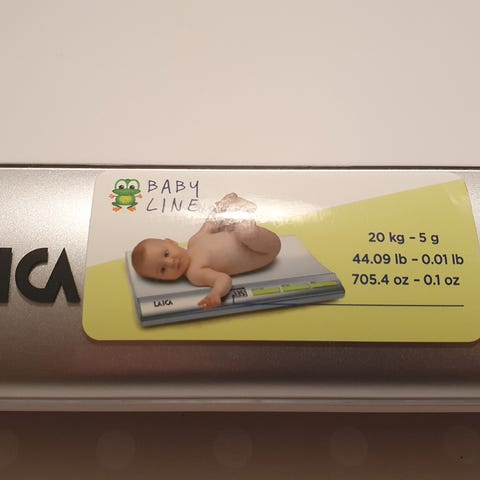 BABY
LINE
20 kg - 5 g
44.09 lb - 0.01 lb
705.4 oz - 0.1 oz
ICA
LAICA